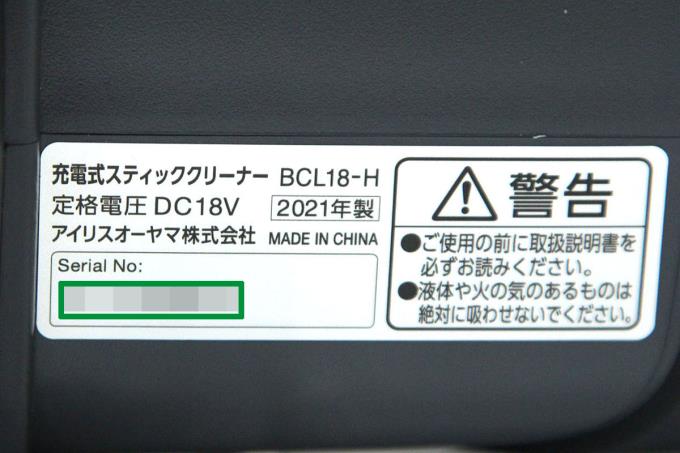 充電式スティッククリーナー BCL18-H
定格電圧 DC18V 2021年製
アイリスオーヤマ株式会社 MADE IN CHINA
Serial No:
警告
●ご使用の前に取扱説明書を
必ずお読みください。
●液体や火の気のあるものは
絶対に吸わせないでください。